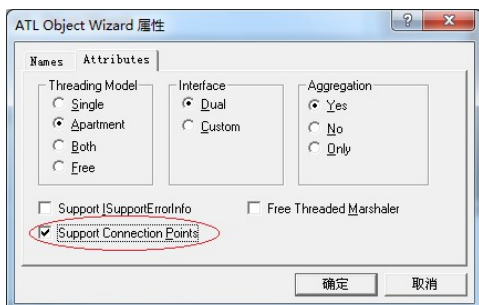 ATL Object Wizard 属性
Names Attributes
Threading Model Interface Aggregation
Single Dual Yes
Apartment Custom No
Both Only
Free
Support ISupportErrorInfo Free Threaded Marshaler
Support Connection Points
确定 取消